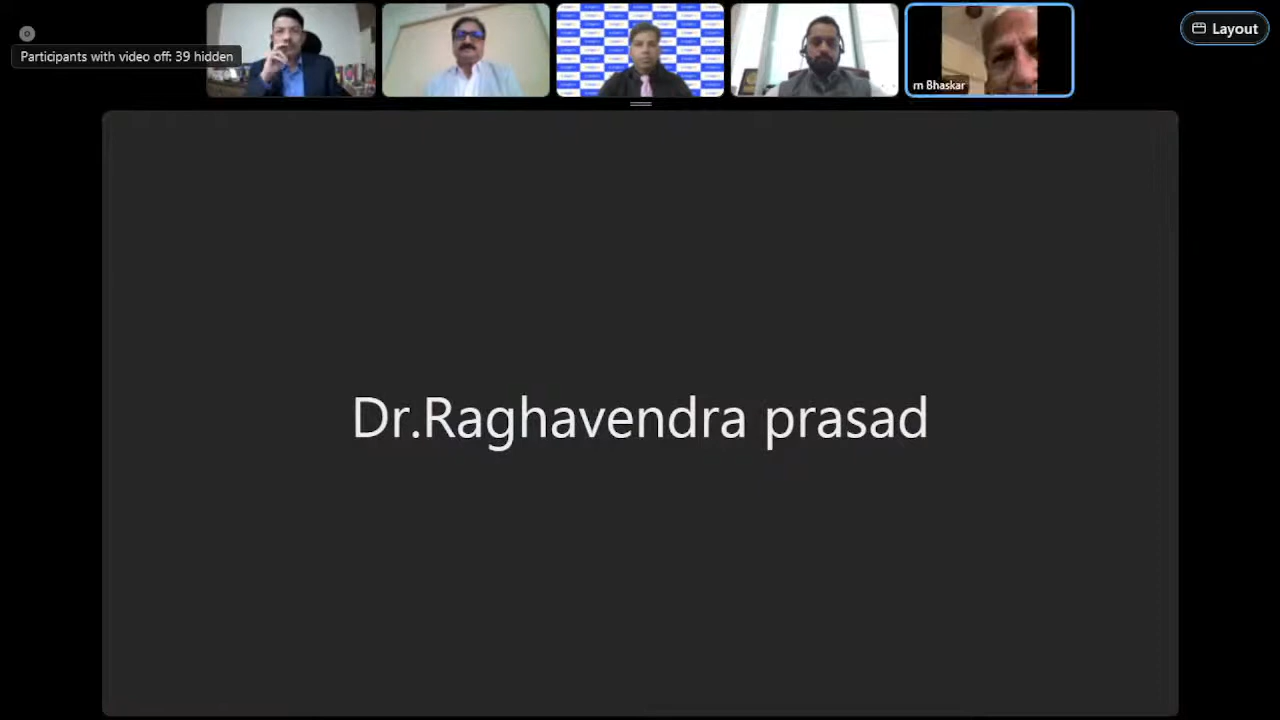 Participants with video off: 39 hidden
rn Bhaskar
Layout
Dr.Raghavendra prasad